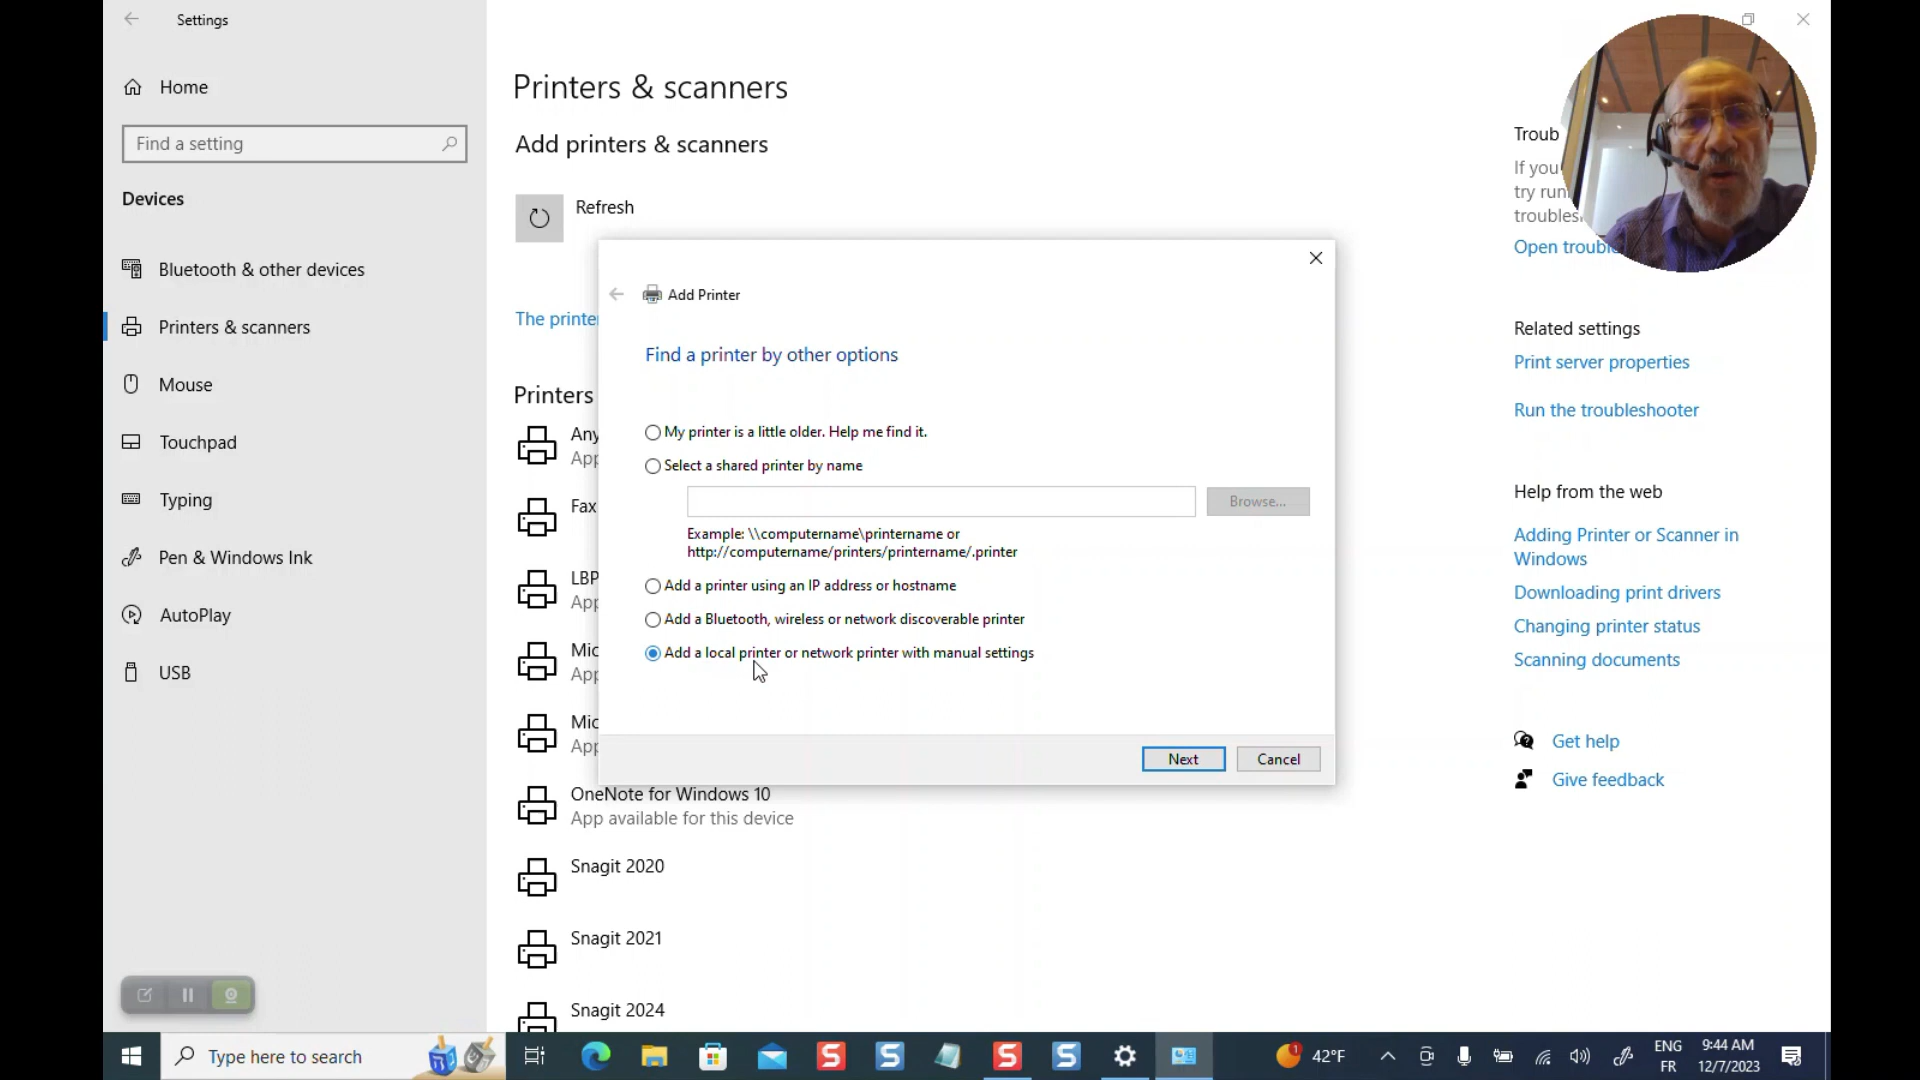 Settings
Home
Find a setting
Devices
Bluetooth & other devices
Printers & scanners
Mouse
Touchpad
Typing
Pen & Windows Ink
AutoPlay
USB
Printers & scanners
Add printers & scanners
Refresh
The printe
Printers
Any
App
Fax
LBP
App
Mic
App
Mic
App
OneNote for Windows 10
App available for this device
Snagit 2020
Snagit 2021
Snagit 2024
Add Printer
Find a printer by other options
My printer is a little older. Help me find it.
Select a shared printer by name
Browse...
Example: \\computername\printername or
http://computername/printers/printername/.printer
Add a printer using an IP address or hostname
Add a Bluetooth, wireless or network discoverable printer
Add a local printer or network printer with manual settings
Next
Cancel
Troub
If you
try run
troubles
Open troubl
Related settings
Print server properties
Run the troubleshooter
Help from the web
Adding Printer or Scanner in
Windows
Downloading print drivers
Changing printer status
Scanning documents
Get help
Give feedback
Type here to search
42°F
ENG
FR
9:44 AM
12/7/2023